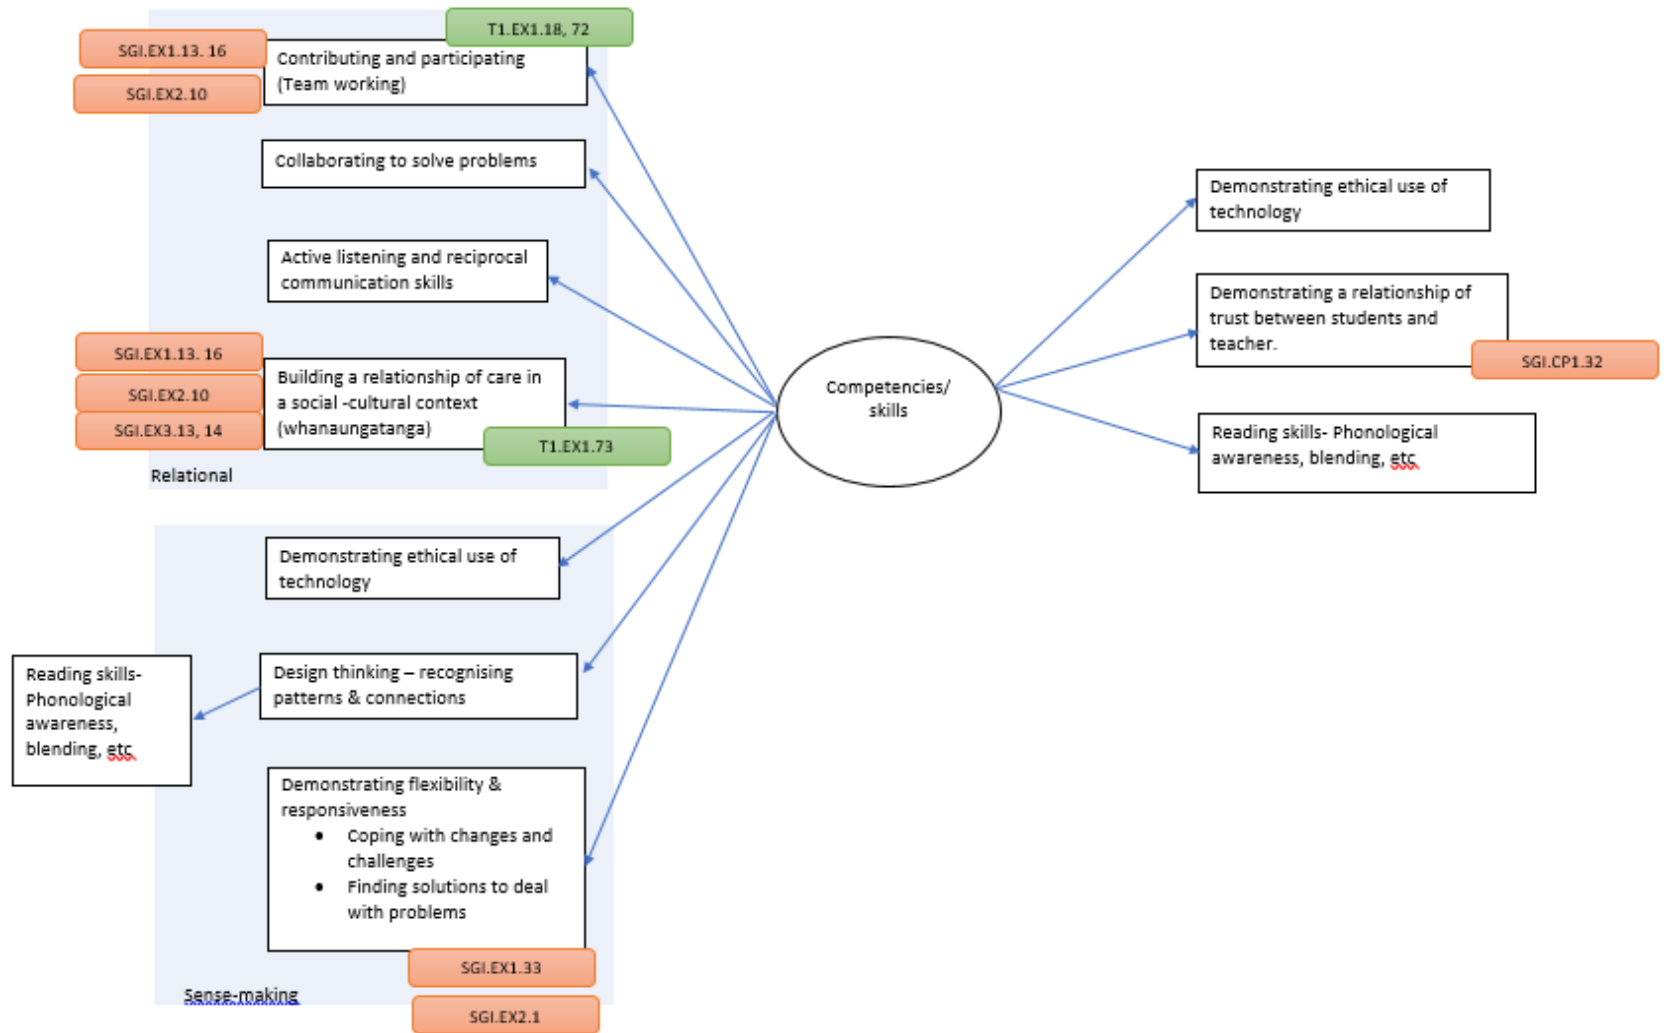 T1.EX1.18, 72
SGI.EX1.13. 16
SGI.EX2.10
Contributing and participating
(Team working)
Collaborating to solve problems
Active listening and reciprocal
communication skills
SGI.EX1.13. 16
SGI.EX2.10
SGI.EX3.13, 14
Building a relationship of care in
a social -cultural context
(whanaungatanga)
T1.EX1.73
Relational
Demonstrating ethical use of
technology
Design thinking – recognising
patterns & connections
Reading skills-
Phonological
awareness,
blending, etc
Demonstrating flexibility &
responsiveness
● Coping with changes and
challenges
● Finding solutions to deal
with problems
SGI.EX1.33
Sense-making
SGI.EX2.1
Competencies/
skills
Demonstrating ethical use of
technology
Demonstrating a relationship of
trust between students and
teacher.
SGI.CP1.32
Reading skills- Phonological
awareness, blending, etc